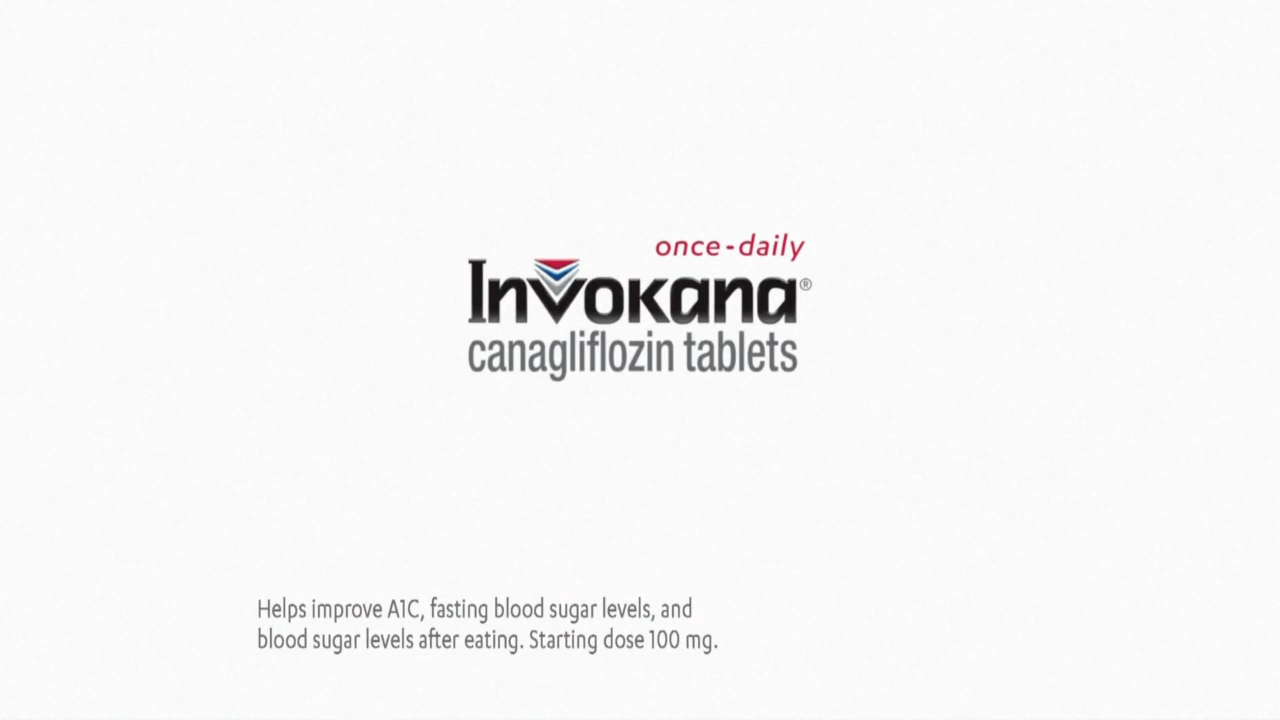 once-daily
Invokana®
canagliflozin tablets
Helps improve A1C, fasting blood sugar levels, and
blood sugar levels after eating. Starting dose 100 mg.